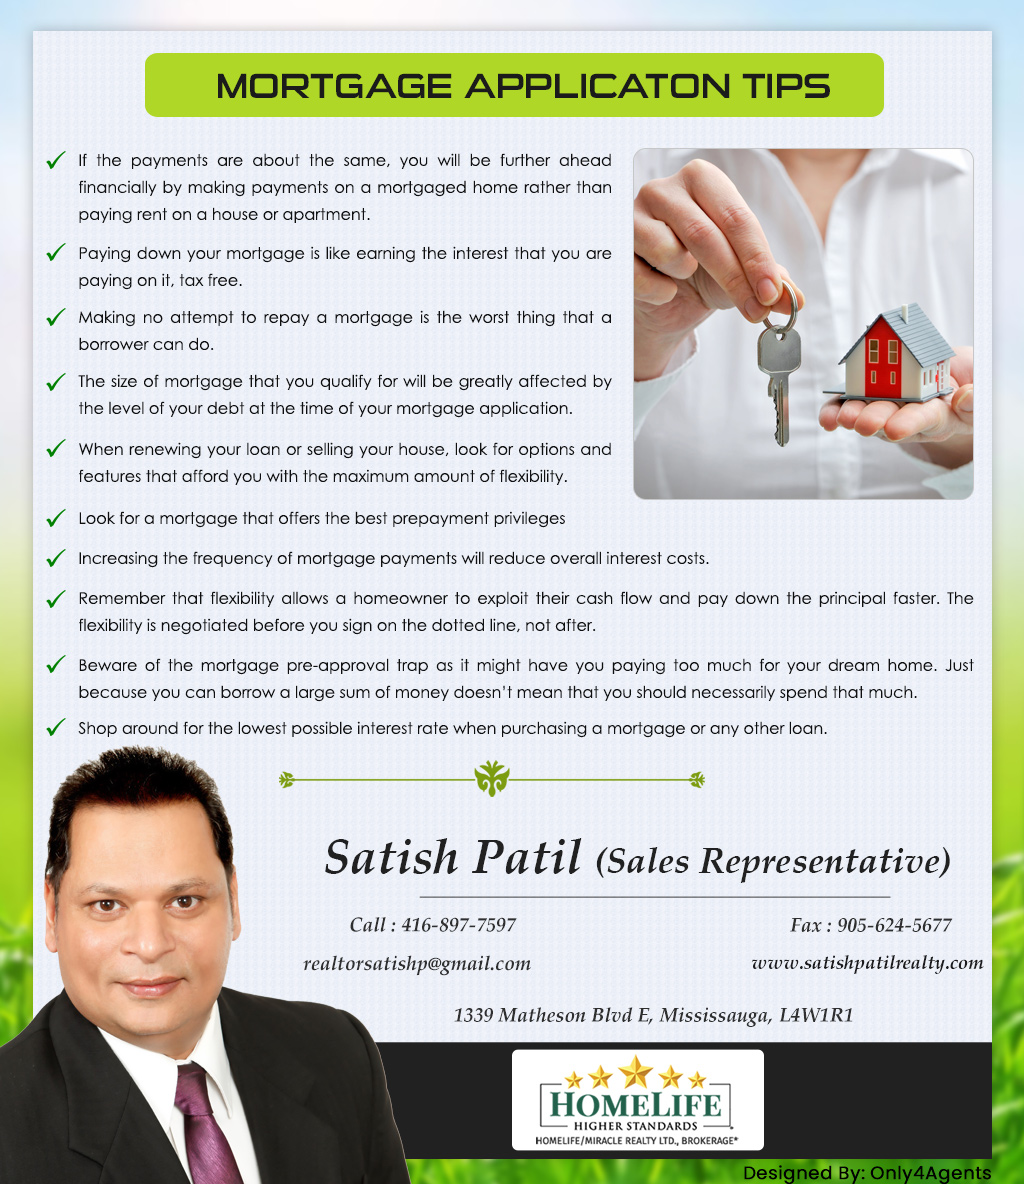 MORTGAGE APPLICATON TIPS
If the payments are about the same, you will be further ahead
financially by making payments on a mortgaged home rather than
paying rent on a house or apartment.
Paying down your mortgage is like earning the interest that you are
paying on it, tax free.
Making no attempt to repay a mortgage is the worst thing that a
borrower can do.
The size of mortgage that you qualify for will be greatly affected by
the level of your debt at the time of your mortgage application.
When renewing your loan or selling your house, look for options and
features that afford you with the maximum amount of flexibility.
Look for a mortgage that offers the best prepayment privileges
Increasing the frequency of mortgage payments will reduce overall interest costs.
Remember that flexibility allows a homeowner to exploit their cash flow and pay down the principal faster. The
flexibility is negotiated before you sign on the dotted line, not after.
Beware of the mortgage pre-approval trap as it might have you paying too much for your dream home. Just
because you can borrow a large sum of money doesn't mean that you should necessarily spend that much.
Shop around for the lowest possible interest rate when purchasing a mortgage or any other loan.
Satish Patil (Sales Representative)
Call : 416-897-7597
Fax : 905-624-5677
realtorsatishp@gmail.com
www.satishpatilrealty.com
1339 Matheson Blvd E, Mississauga, L4W1R1
HOMELIFE
HIGHER STANDARDS
HOMELIFE/MIRACLE REALTY LTD., BROKERAGE*
Designed By: Only4Agents